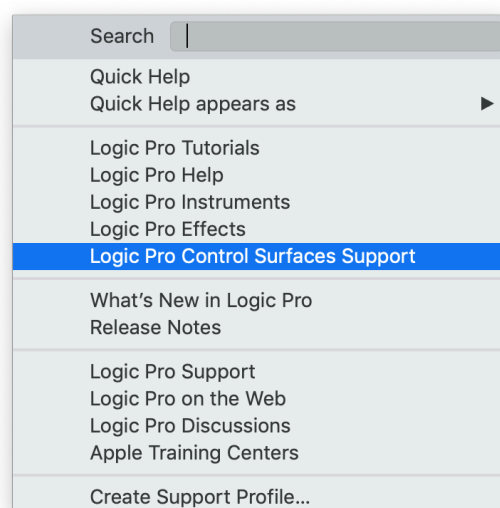 Search
Quick Help
Quick Help appears as
Logic Pro Tutorials
Logic Pro Help
Logic Pro Instruments
Logic Pro Effects
Logic Pro Control Surfaces Support
What’s New in Logic Pro
Release Notes
Logic Pro Support
Logic Pro on the Web
Logic Pro Discussions
Apple Training Centers
Create Support Profile...